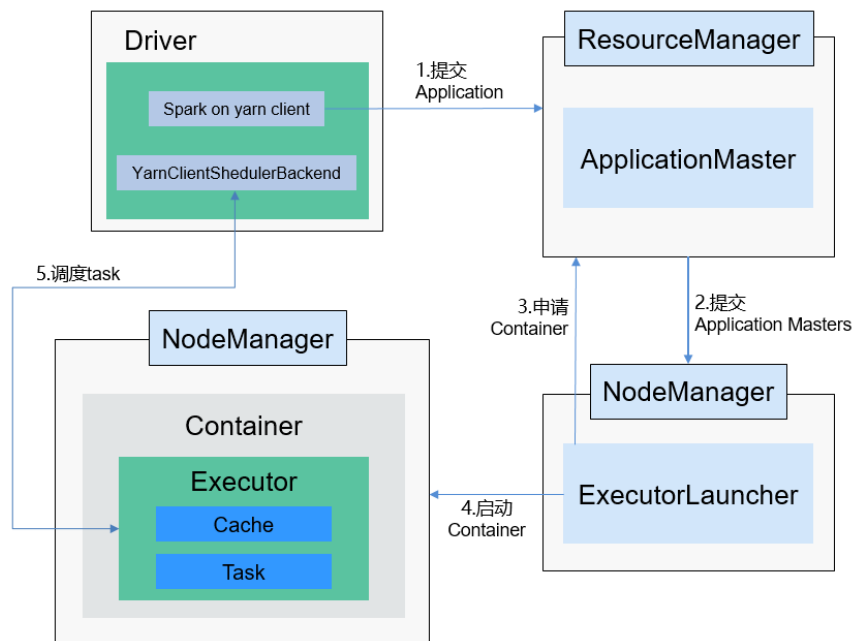 Driver
Spark on yarn client
YarnClientShedulerBackend
1.提交
Application
ResourceManager
ApplicationMaster
5.调度task
3.申请
Container
2.提交
Application Masters
NodeManager
Container
Executor
Cache
Task
4.启动
Container
NodeManager
ExecutorLauncher